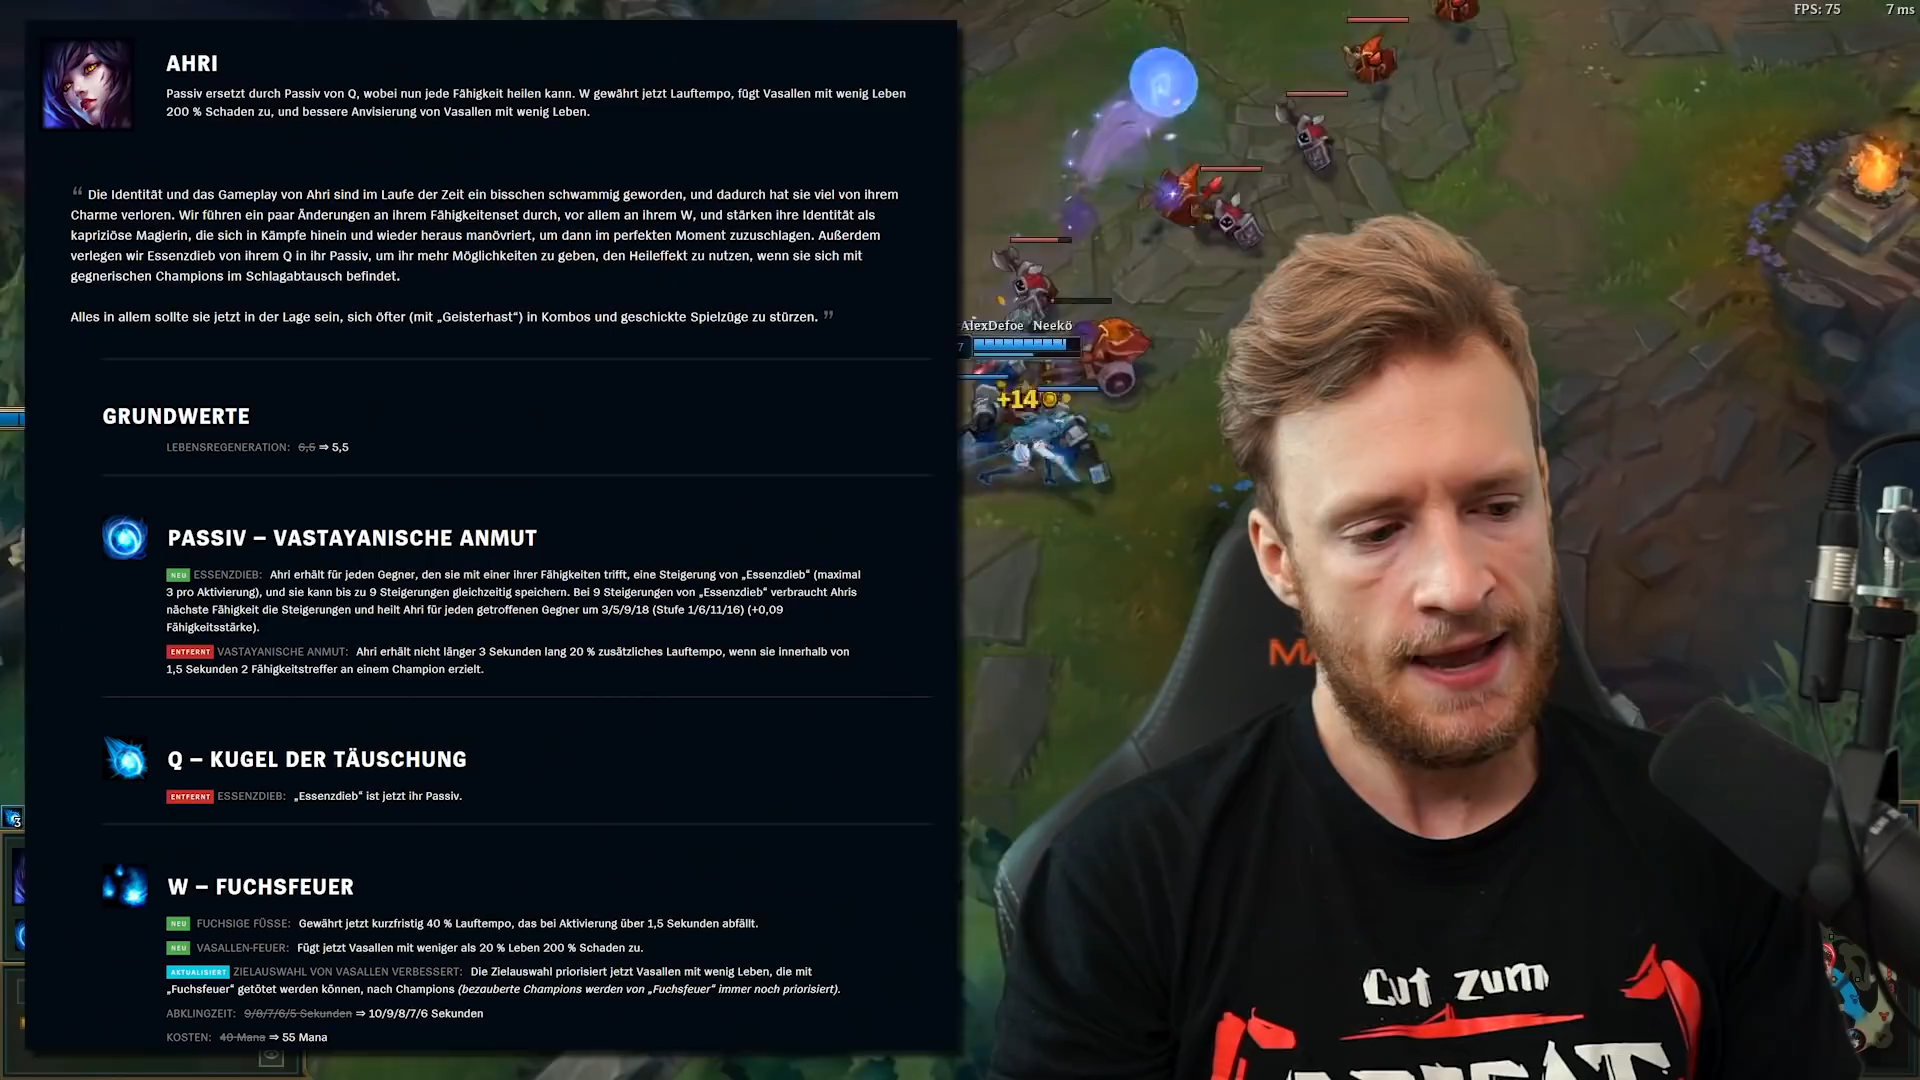 FPS: 75 7 ms
AHRI
Passiv ersetzt durch Passiv von Q, wobei nun jede Fähigkeit heilen kann. W gewährt jetzt Lauftempo, fügt Vasallen mit wenig Leben
200 % Schaden zu, und bessere Anvisierung von Vasallen mit wenig Leben.
“ Die Identität und das Gameplay von Ahri sind im Laufe der Zeit ein bisschen schwammig geworden, und dadurch hat sie viel von ihrem
Charme verloren. Wir führen ein paar Änderungen an ihrem Fähigkeitenset durch, vor allem an ihrem W, und stärken ihre Identität als
kapriziöse Magierin, die sich in Kämpfe hinein und wieder heraus manövriert, um dann im perfekten Moment zuzuschlagen. Außerdem
verlegen wir Essenzdieb von ihrem Q in ihr Passiv, um ihr mehr Möglichkeiten zu geben, den Heileffekt zu nutzen, wenn sie sich mit
gegnerischen Champions im Schlagabtausch befindet.
Alles in allem sollte sie jetzt in der Lage sein, sich öfter (mit „Geisterhast“) in Kombos und geschickte Spielzüge zu stürzen. ”
AlexDefoe Neekö
7
+14
GRUNDWERTE
LEBENSREGENERATION: 6,5 ⇒ 5,5
PASSIV – VASTAYANISCHE ANMUT
NEU ESSENZDIEB: Ahri erhält für jeden Gegner, den sie mit einer ihrer Fähigkeiten trifft, eine Steigerung von „Essenzdieb“ (maximal
3 pro Aktivierung), und sie kann bis zu 9 Steigerungen gleichzeitig speichern. Bei 9 Steigerungen von „Essenzdieb“ verbraucht Ahris
nächste Fähigkeit die Steigerungen und heilt Ahri für jeden getroffenen Gegner um 3/5/9/18 (Stufe 1/6/11/16) (+0,09
Fähigkeitsstärke).
ENTFERNT VASTAYANISCHE ANMUT: Ahri erhält nicht länger 3 Sekunden lang 20 % zusätzliches Lauftempo, wenn sie innerhalb von
1,5 Sekunden 2 Fähigkeitstreffer an einem Champion erzielt.
Q – KUGEL DER TÄUSCHUNG
ENTFERNT ESSENZDIEB: „Essenzdieb“ ist jetzt ihr Passiv.
3
W – FUCHSFEUER
NEU FUCHSIGE FÜSSE: Gewährt jetzt kurzfristig 40 % Lauftempo, das bei Aktivierung über 1,5 Sekunden abfällt.
NEU VASALLEN-FEUER: Fügt jetzt Vasallen mit weniger als 20 % Leben 200 % Schaden zu.
AKTUALISIERT ZIELAUSWAHL VON VASALLEN VERBESSERT: Die Zielauswahl priorisiert jetzt Vasallen mit wenig Leben, die mit
„Fuchsfeuer“ getötet werden können, nach Champions (bezauberte Champions werden von „Fuchsfeuer“ immer noch priorisiert).
ABKLINGZEIT: 9/8/7/6/5 Sekunden ⇒ 10/9/8/7/6 Sekunden
KOSTEN: 40 Mana ⇒ 55 Mana
MA
Cut zum